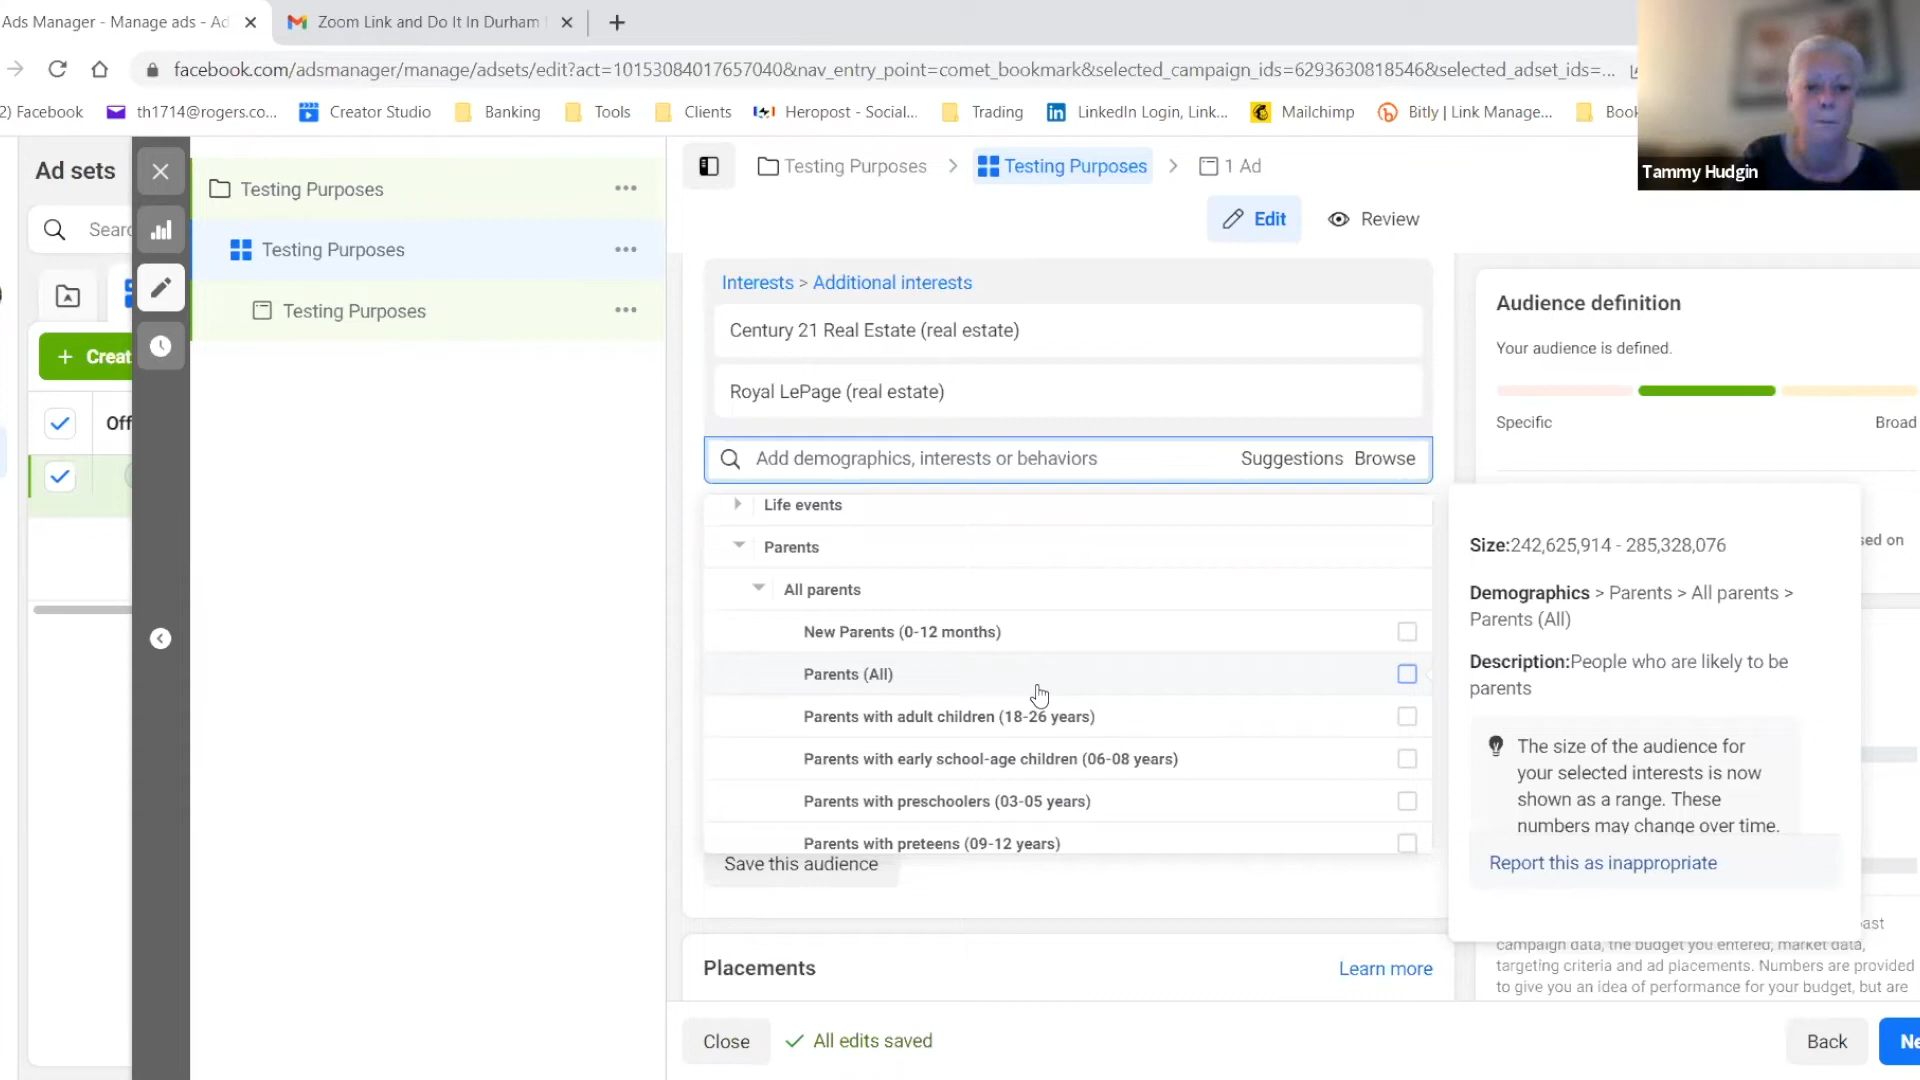 Ads Manager - Manage ads - Ad
Zoom Link and Do It In Durham
facebook.com/adsmanager/manage/adsets/edit?act=10153084017657040&nav_entry_point=comet_bookmark&selected_campaign_ids=6293630818546&selected_adset_ids=...
2) Facebook
th1714@rogers.co...
Creator Studio
Banking
Tools
Clients
Heropost - Social...
Trading
LinkedIn Login, Link...
Mailchimp
Bitly | Link Manage...
Book
Tammy Hudgin
Ad sets
Searc
Creat
Off
Testing Purposes
Testing Purposes
Testing Purposes
Testing Purposes > Testing Purposes > 1 Ad
Edit
Review
Interests > Additional interests
Century 21 Real Estate (real estate)
Royal LePage (real estate)
Add demographics, interests or behaviors
Suggestions
Browse
Life events
Parents
All parents
New Parents (0-12 months)
Parents (All)
Parents with adult children (18-26 years)
Parents with early school-age children (06-08 years)
Parents with preschoolers (03-05 years)
Parents with preteens (09-12 years)
Save this audience
Placements
Learn more
Close
All edits saved
Audience definition
Your audience is defined.
Specific
Broad
sed on
Size:242,625,914 - 285,328,076
Demographics > Parents > All parents >
Parents (All)
Description:People who are likely to be
parents
The size of the audience for
your selected interests is now
shown as a range. These
numbers may change over time.
Report this as inappropriate
ast
campaign data, the budget you entered, market data,
targeting criteria and ad placements. Numbers are provided
to give you an idea of performance for your budget, but are
Back
Ne